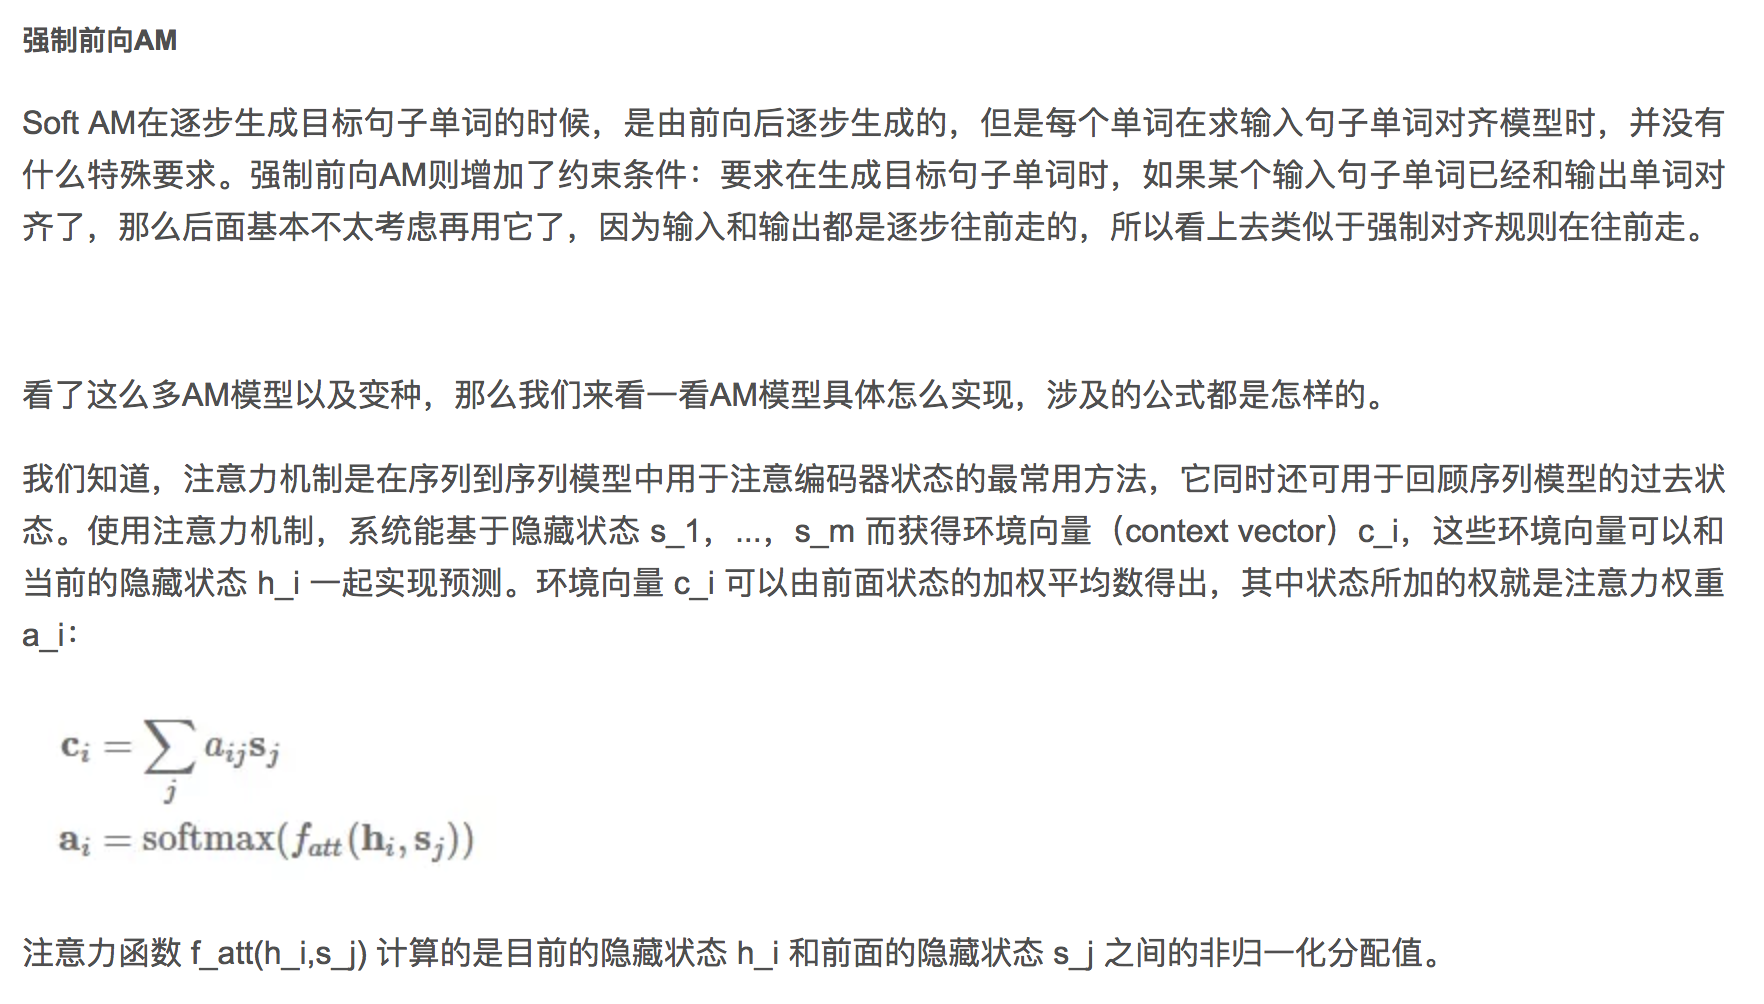 强制前向AM
Soft AM在逐步生成目标句子单词的时候，是由前向后逐步生成的，但是每个单词在求输入句子单词对齐模型时，并没有
什么特殊要求。强制前向AM则增加了约束条件：要求在生成目标句子单词时，如果某个输入句子单词已经和输出单词对
齐了，那么后面基本不太考虑再用它了，因为输入和输出都是逐步往前走的，所以看上去类似于强制对齐规则在往前走。
看了这么多AM模型以及变种，那么我们来看一看AM模型具体怎么实现，涉及的公式都是怎样的。
我们知道，注意力机制是在序列到序列模型中用于注意编码器状态的最常用方法，它同时还可用于回顾序列模型的过去状
态。使用注意力机制，系统能基于隐藏状态 s_1，...，s_m 而获得环境向量（context vector）c_i，这些环境向量可以和
当前的隐藏状态 h_i 一起实现预测。环境向量 c_i 可以由前面状态的加权平均数得出，其中状态所加的权就是注意力权重
a_i：
c_i = ∑_j a_{ij} s_j
a_i = softmax(f_{att}(h_i, s_j))
注意力函数 f_att(h_i,s_j) 计算的是目前的隐藏状态 h_i 和前面的隐藏状态 s_j 之间的非归一化分配值。